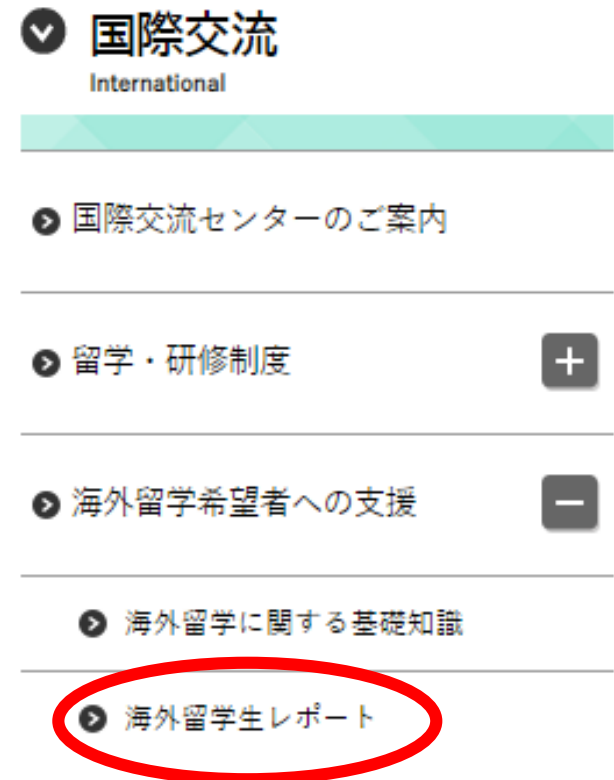 国際交流
International
国際交流センターのご案内
留学・研修制度
海外留学希望者への支援
海外留学に関する基礎知識
海外留学生レポート